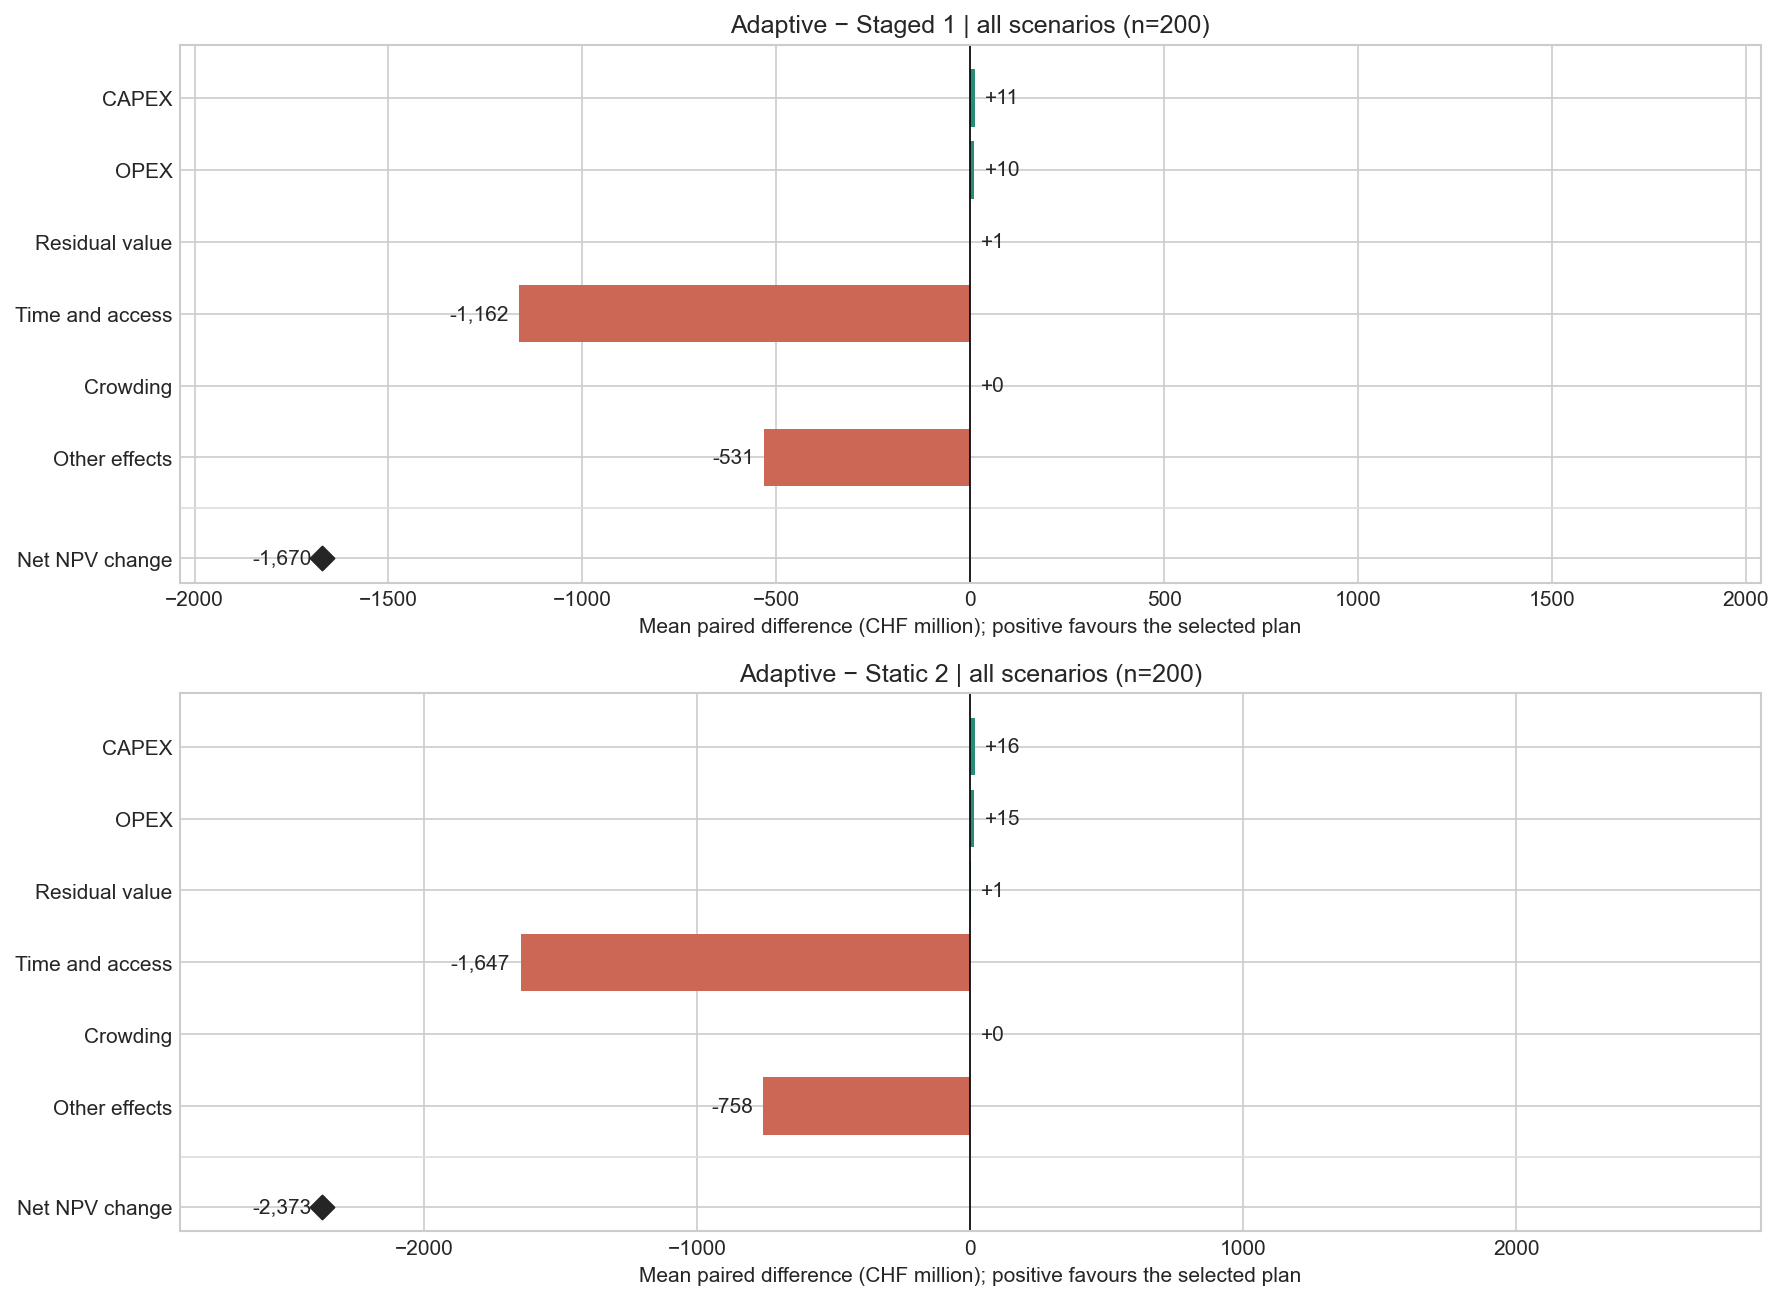 Adaptive − Staged 1 | all scenarios (n=200)
CAPEX +11
OPEX +10
Residual value +1
Time and access -1,162
Crowding +0
Other effects -531
Net NPV change -1,670
−2000 −1500 −1000 −500 0 500 1000 1500 2000
Mean paired difference (CHF million); positive favours the selected plan
Adaptive − Static 2 | all scenarios (n=200)
CAPEX +16
OPEX +15
Residual value +1
Time and access -1,647
Crowding +0
Other effects -758
Net NPV change -2,373
−2000 −1000 0 1000 2000
Mean paired difference (CHF million); positive favours the selected plan